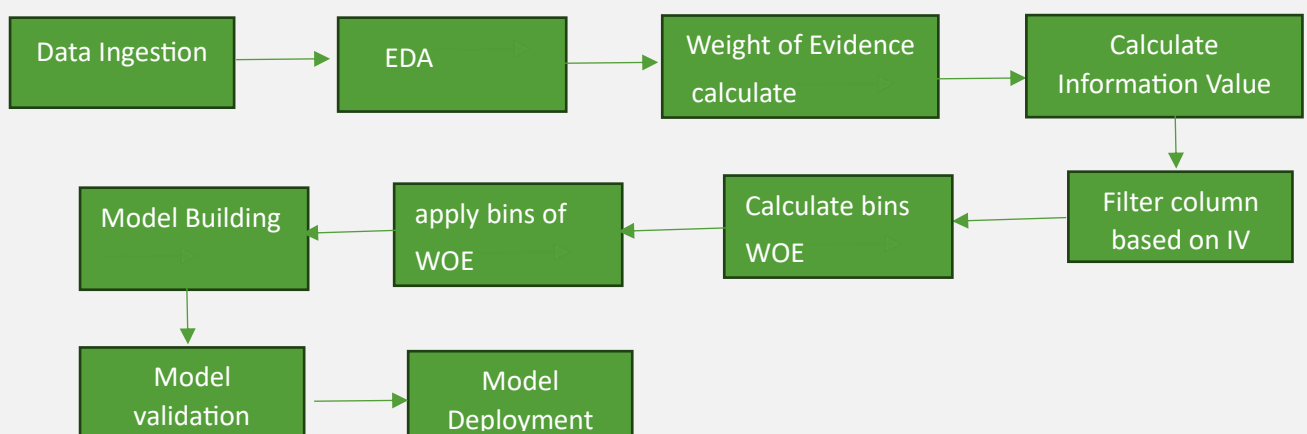 Data Ingestion
EDA
Weight of Evidence
calculate
Calculate
Information Value
Filter column
based on IV
Calculate bins
WOE
apply bins of
WOE
Model Building
Model
validation
Model
Deployment